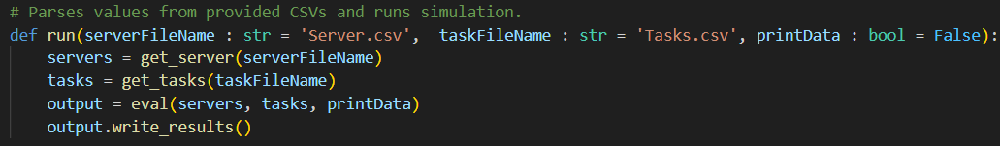 # Parses values from provided CSVs and runs simulation.
def run(serverFileName : str = 'Server.csv',  taskFileName : str = 'Tasks.csv', printData : bool = False):
    servers = get_server(serverFileName)
    tasks = get_tasks(taskFileName)
    output = eval(servers, tasks, printData)
    output.write_results()